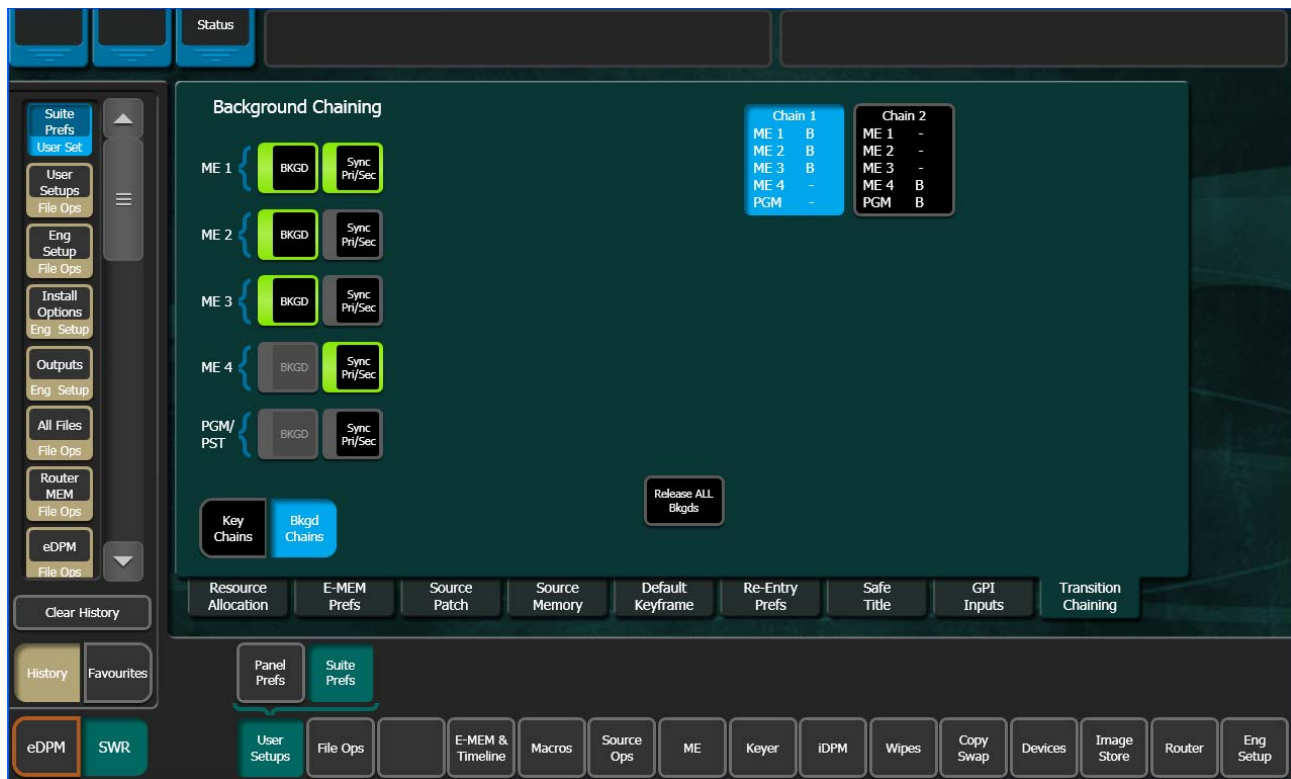 Status
Suite
Prefs
User Set
User
Setups
File Ops
Eng
Setup
File Ops
Install
Options
Eng Setup
Outputs
Eng Setup
All Files
File Ops
Router
MEM
File Ops
eDPM
File Ops
Clear History
History
Favourites
eDPM
SWR
Background Chaining
ME 1
BKGD
Sync
Pri/Sec
ME 2
BKGD
Sync
Pri/Sec
ME 3
BKGD
Sync
Pri/Sec
ME 4
BKGD
Sync
Pri/Sec
PGM/
PST
BKGD
Sync
Pri/Sec
Chain 1
ME 1 B
ME 2 B
ME 3 B
ME 4 -
PGM -
Chain 2
ME 1 -
ME 2 -
ME 3 -
ME 4 B
PGM B
Key
Chains
Bkgd
Chains
Release ALL
Bkgds
Resource
Allocation
E-MEM
Prefs
Source
Patch
Source
Memory
Default
Keyframe
Re-Entry
Prefs
Safe
Title
GPI
Inputs
Transition
Chaining
Panel
Prefs
Suite
Prefs
User
Setups
File Ops
E-MEM &
Timeline
Macros
Source
Ops
ME
Keyer
iDPM
Wipes
Copy
Swap
Devices
Image
Store
Router
Eng
Setup